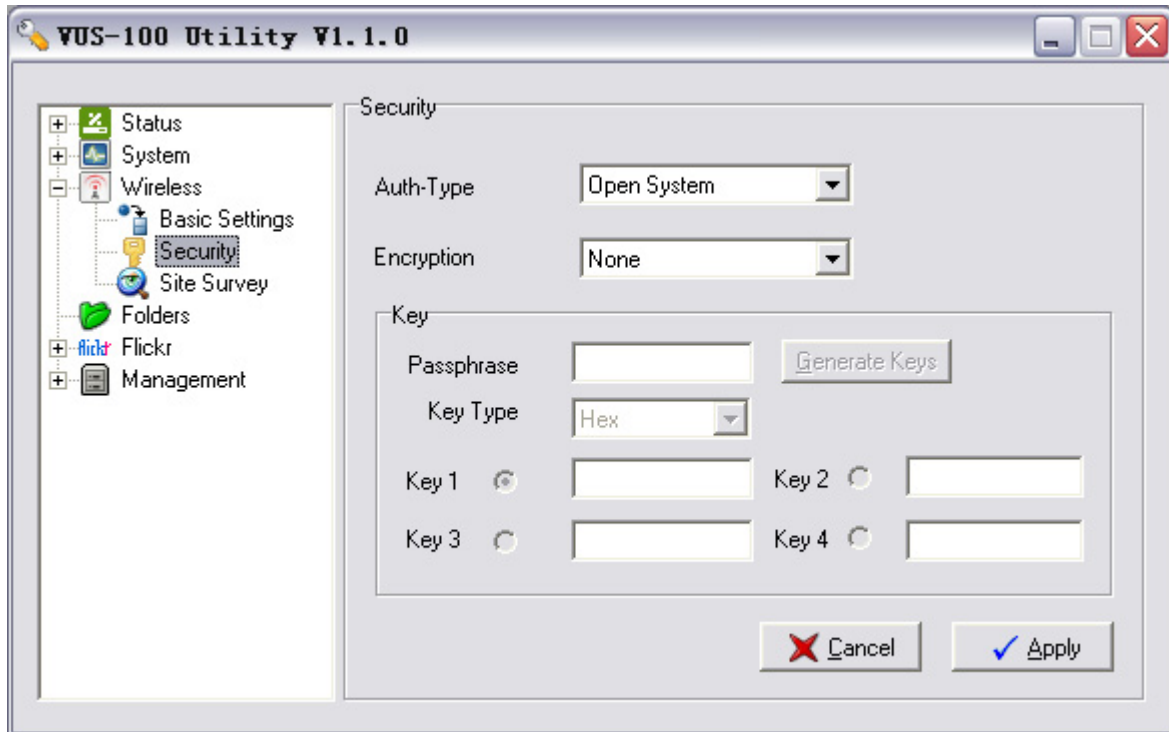 VUS-100 Utility V1.1.0
Status
System
Wireless
Basic Settings
Security
Site Survey
Folders
flickr Flickr
Management
Security
Auth-Type Open System
Encryption None
Key
Passphrase Generate Keys
Key Type Hex
Key 1 Key 2
Key 3 Key 4
Cancel Apply